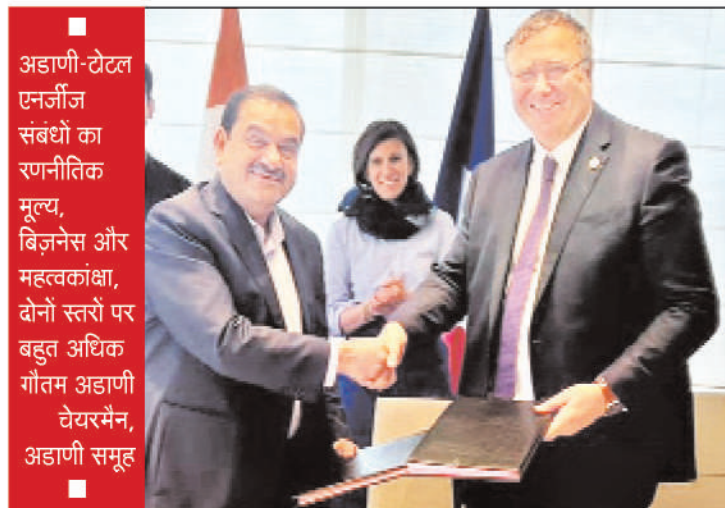 अडाणी-टोटल
एनर्जीज
संबंधों का
रणनीतिक
मूल्य,
बिज़नेस और
महत्वकांक्षा,
दोनों स्तरों पर
बहुत अधिक
गौतम अडाणी
चेयरमैन,
अडाणी समूह